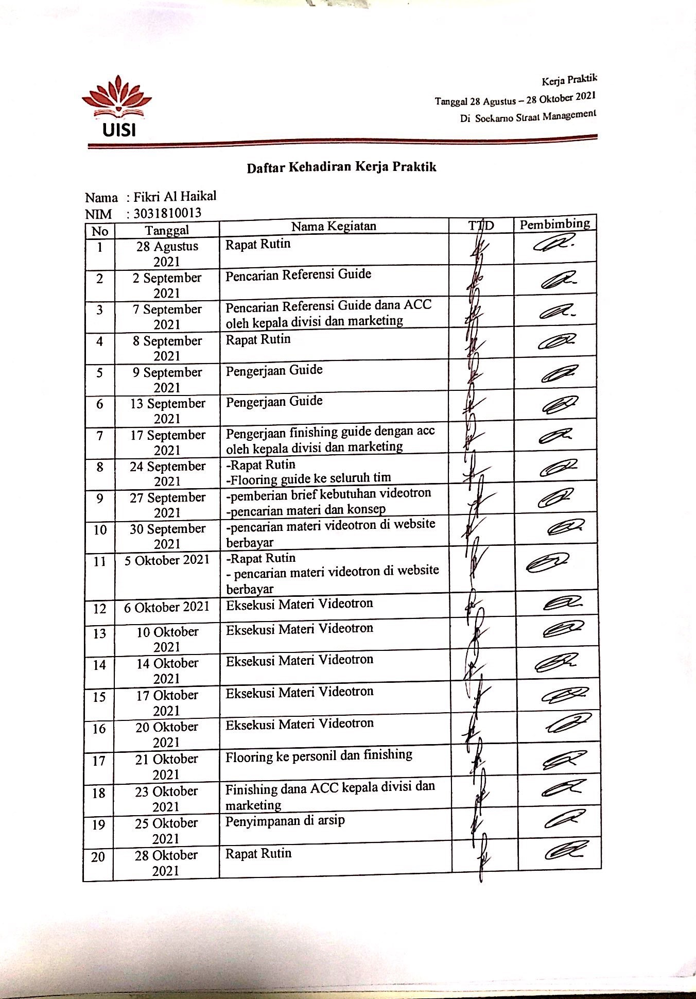 UISI
Kerja Praktik
Tanggal 28 Agustus – 28 Oktober 2021
Di Soekarno Straat Management
Daftar Kehadiran Kerja Praktik
Nama : Fikri Al Haikal
NIM : 3031810013
No Tanggal Nama Kegiatan TTD Pembimbing
1 28 Agustus Rapat Rutin
2021
2 2 September Pencarian Referensi Guide
2021
3 7 September Pencarian Referensi Guide dana ACC
2021 oleh kepala divisi dan marketing
4 8 September Rapat Rutin
2021
5 9 September Pengerjaan Guide
2021
6 13 September Pengerjaan Guide
2021
7 17 September Pengerjaan finishing guide dengan acc
2021 oleh kepala divisi dan marketing
8 24 September -Rapat Rutin
2021 -Flooring guide ke seluruh tim
9 27 September -pemberian brief kebutuhan videotron
2021 -pencarian materi dan konsep
10 30 September -pencarian materi videotron di website
2021 berbayar
11 5 Oktober 2021 -Rapat Rutin
- pencarian materi videotron di website
berbayar
12 6 Oktober 2021 Eksekusi Materi Videotron
13 10 Oktober Eksekusi Materi Videotron
2021
14 14 Oktober Eksekusi Materi Videotron
2021
15 17 Oktober Eksekusi Materi Videotron
2021
16 20 Oktober Eksekusi Materi Videotron
2021
17 21 Oktober Flooring ke personil dan finishing
2021
18 23 Oktober Finishing dana ACC kepala divisi dan
2021 marketing
19 25 Oktober Penyimpanan di arsip
2021
20 28 Oktober Rapat Rutin
2021